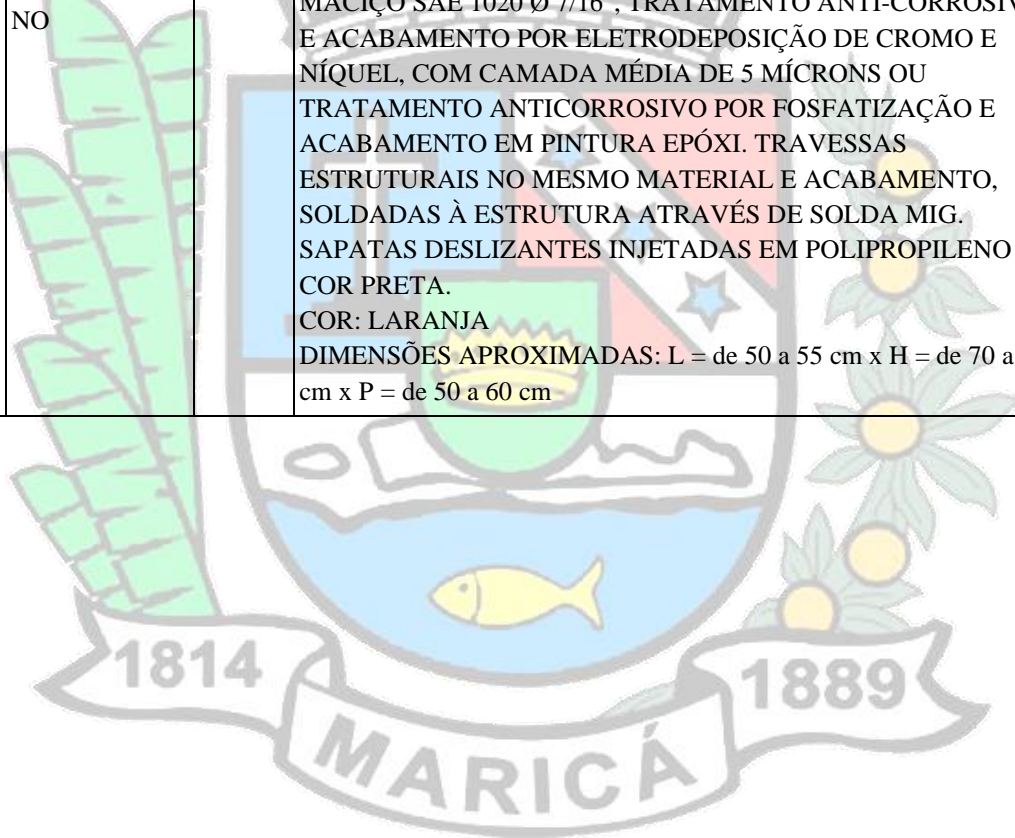 NO
MACIÇO SAE 1020 Ø 7/16", TRATAMENTO ANTI-CORROSIV
E ACABAMENTO POR ELETRODEPOSIÇÃO DE CROMO E
NÍQUEL, COM CAMADA MÉDIA DE 5 MÍCRONS OU
TRATAMENTO ANTICORROSIVO POR FOSFATIZAÇÃO E
ACABAMENTO EM PINTURA EPÓXI. TRAVESSAS
ESTRUTURAIS NO MESMO MATERIAL E ACABAMENTO,
SOLDADAS À ESTRUTURA ATRAVÉS DE SOLDA MIG.
SAPATAS DESLIZANTES INJETADAS EM POLIPROPILENO
COR PRETA.
COR: LARANJA
DIMENSÕES APROXIMADAS: L = de 50 a 55 cm x H = de 70 a
cm x P = de 50 a 60 cm
1814
1889
MARICÁ